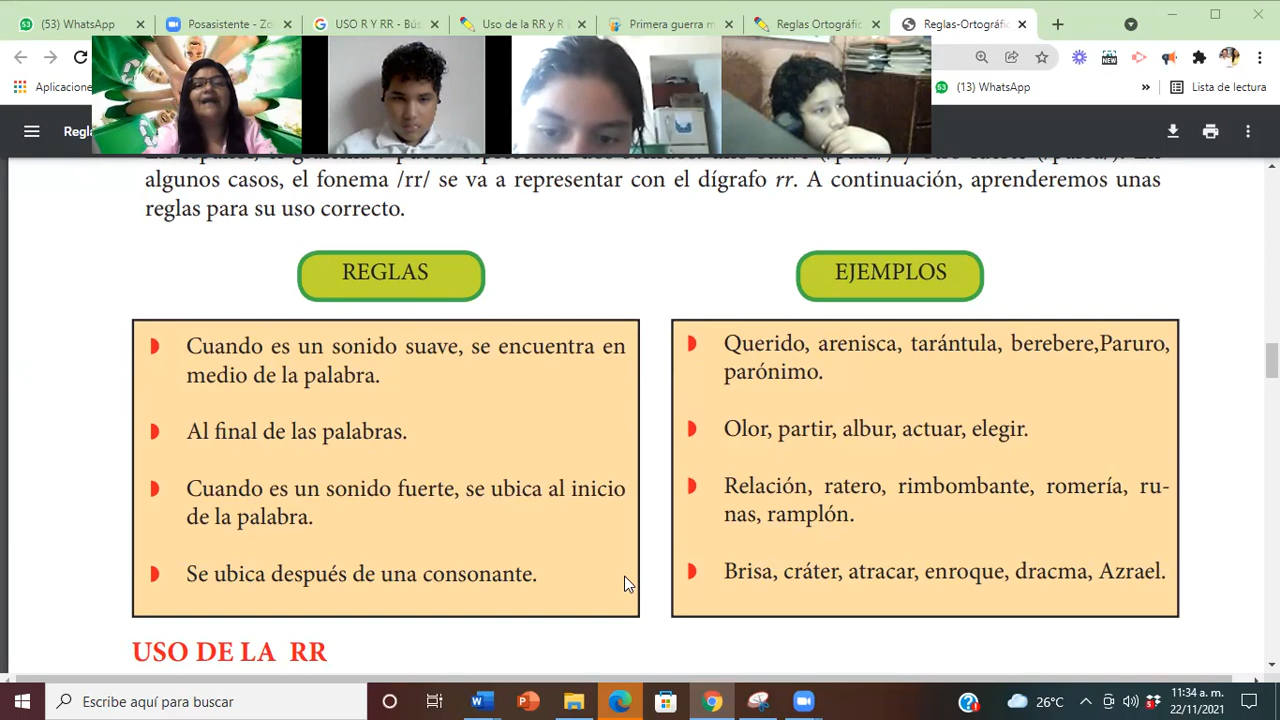 (53) WhatsApp
Posasistente - Zo
USO R Y RR - Bús
Uso de la RR y R
Primera guerra m
Reglas Ortográfic
Reglas-Ortográfic
Aplicacione
(13) WhatsApp
»
Lista de lectura
Regla
algunos casos, el fonema /rr/ se va a representar con el dígrafo rr. A continuación, aprenderemos unas
reglas para su uso correcto.
REGLAS
Cuando es un sonido suave, se encuentra en
medio de la palabra.
Al final de las palabras.
Cuando es un sonido fuerte, se ubica al inicio
de la palabra.
Se ubica después de una consonante.
EJEMPLOS
Querido, arenisca, tarántula, berebere,Paruro,
parónimo.
Olor, partir, albur, actuar, elegir.
Relación, ratero, rimbombante, romería, ru-
nas, ramplón.
Brisa, cráter, atracar, enroque, dracma, Azrael.
USO DE LA RR
Escribe aquí para buscar
26°C
11:34 a. m.
22/11/2021